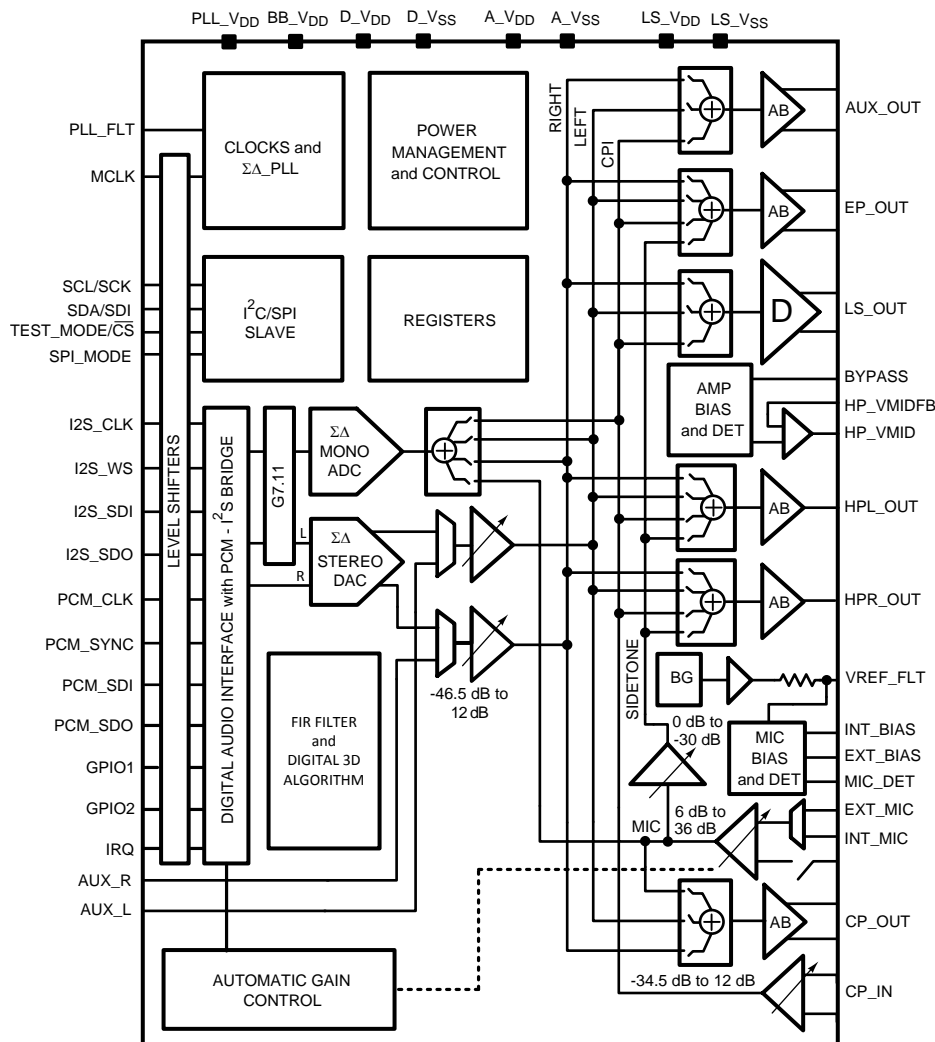 PLL_VDD BB_VDD D_VDD D_VSS A_VDD A_VSS LS_VDD LS_VSS
PLL_FLT
MCLK
SCL/SCK
SDA/SDI
TEST_MODE/CS
SPI_MODE
I2S_CLK
I2S_WS
I2S_SDI
I2S_SDO
PCM_CLK
PCM_SYNC
PCM_SDI
PCM_SDO
GPIO1
GPIO2
IRQ
AUX_R
AUX_L
LEVEL SHIFTERS
CLOCKS and
ΣΔ_PLL
POWER
MANAGEMENT
and CONTROL
I²C/SPI
SLAVE
REGISTERS
DIGITAL AUDIO INTERFACE with PCM - I²S BRIDGE
G7.11
ΣΔ
MONO
ADC
L
R
ΣΔ
STEREO
DAC
-46.5 dB to
12 dB
FIR FILTER
and
DIGITAL 3D
ALGORITHM
AUTOMATIC GAIN
CONTROL
RIGHT
LEFT
CPI
SIDETONE
AB
AUX_OUT
AB
EP_OUT
D
LS_OUT
AMP
BIAS
and DET
BYPASS
HP_VMIDFB
HP_VMID
AB
HPL_OUT
AB
HPR_OUT
BG
VREF_FLT
0 dB to
-30 dB
MIC
BIAS
and DET
INT_BIAS
EXT_BIAS
MIC_DET
MIC
6 dB to
36 dB
EXT_MIC
INT_MIC
AB
CP_OUT
-34.5 dB to 12 dB
CP_IN